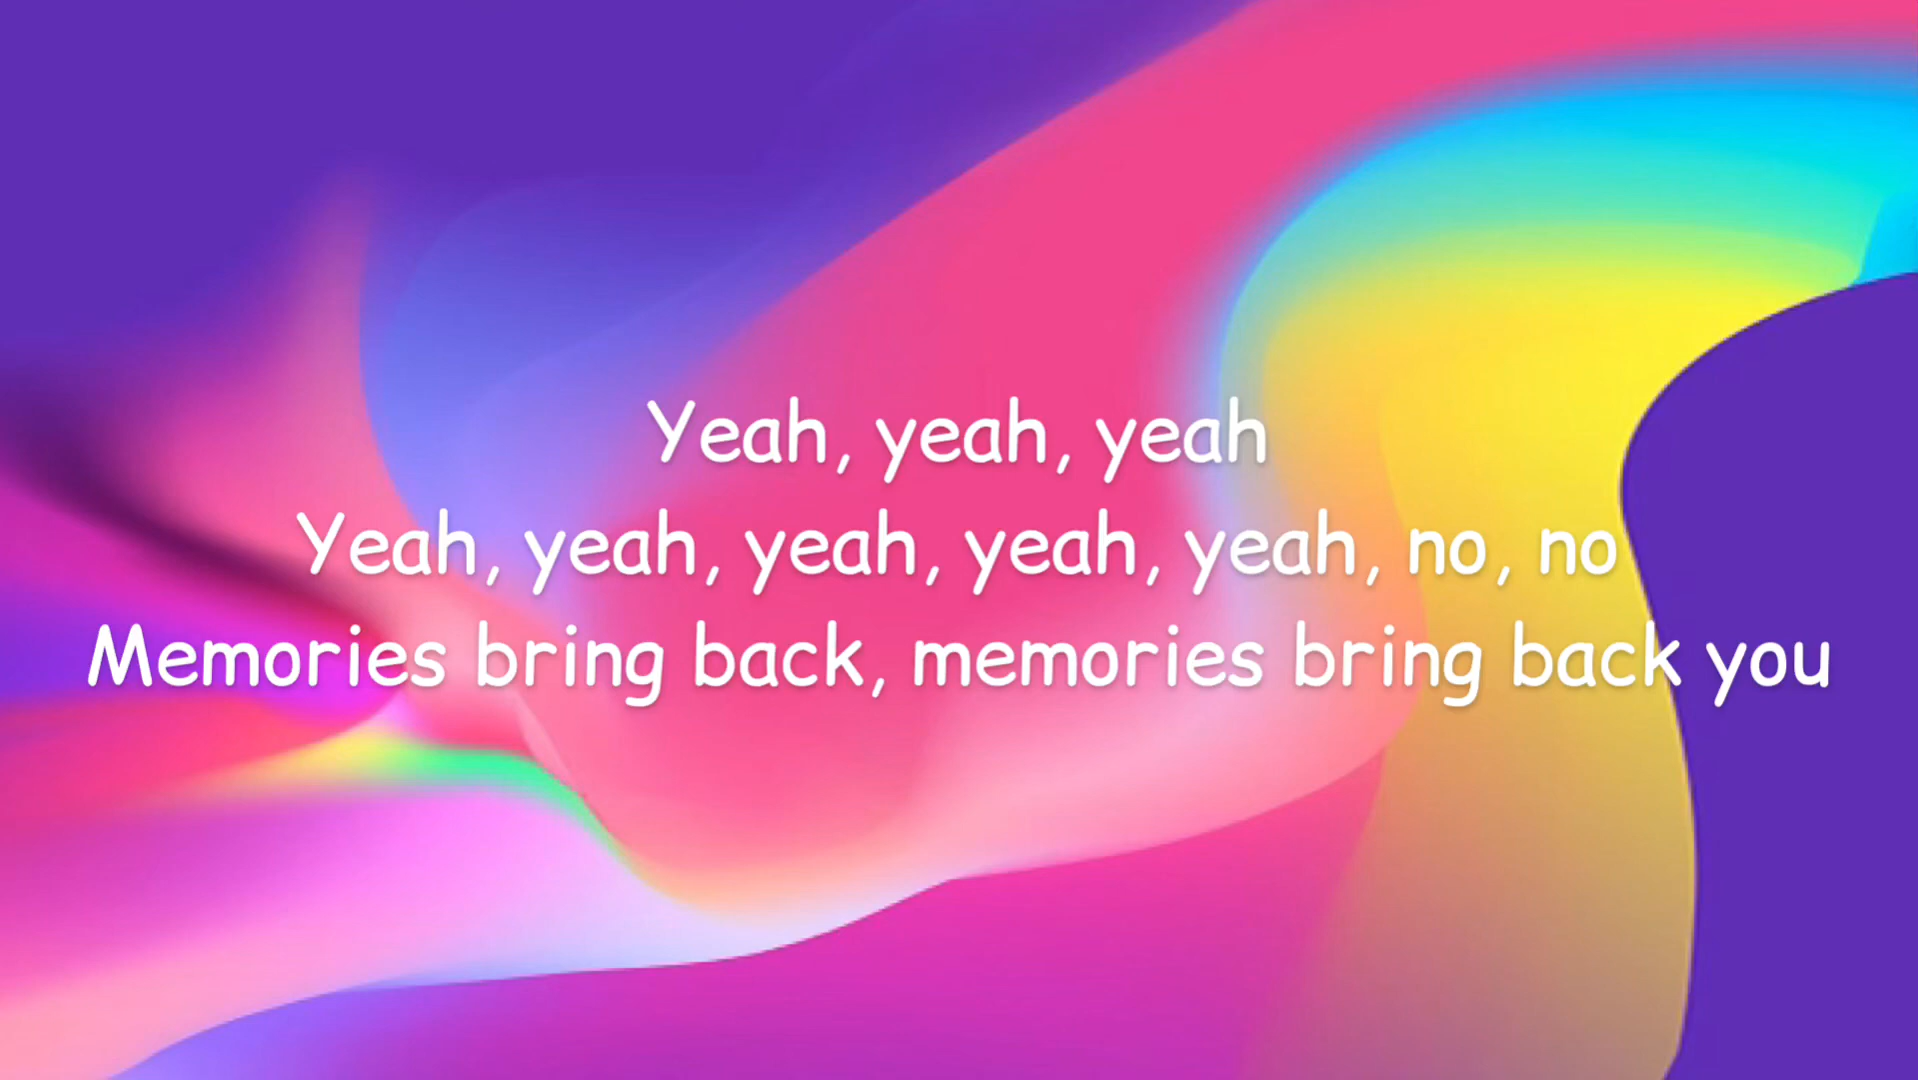 Yeah, yeah, yeah
Yeah, yeah, yeah, yeah, yeah, no, no
Memories bring back, memories bring back you